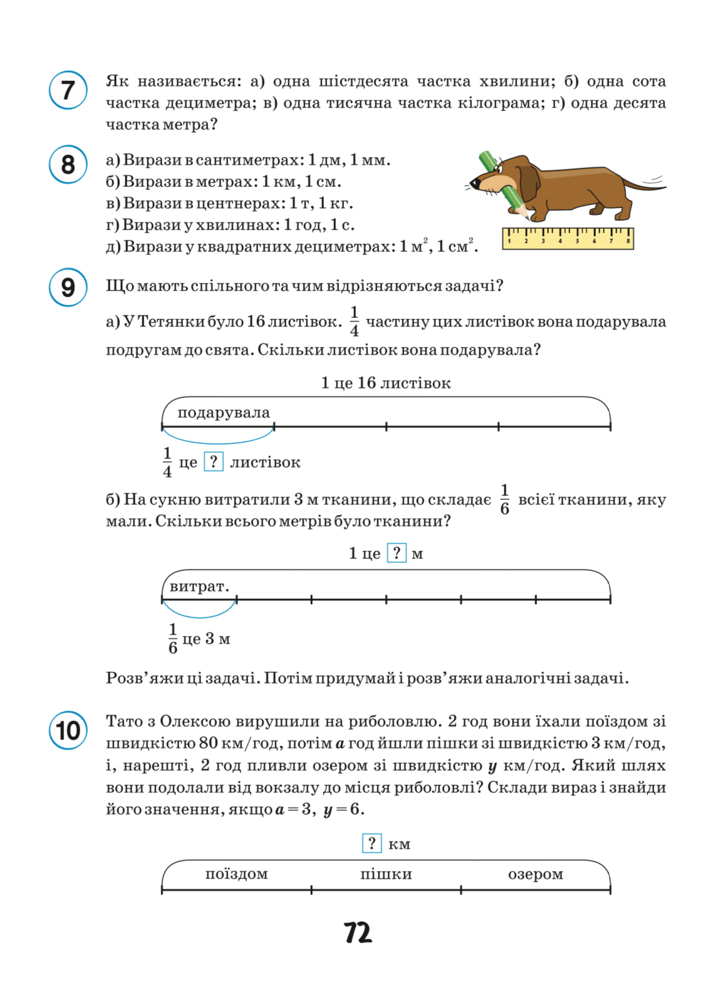 7
Як називається: а) одна шістдесята частка хвилини; б) одна сота
частка дециметра; в) одна тисячна частка кілограма; г) одна десята
частка метра?
8
а) Вирази в сантиметрах: 1 дм, 1 мм.
б) Вирази в метрах: 1 км, 1 см.
в) Вирази в центнерах: 1 т, 1 кг.
г) Вирази у хвилинах: 1 год, 1 с.
д) Вирази у квадратних дециметрах: 1 м², 1 см².
1 2 3 4 5 6 7 8
9
Що мають спільного та чим відрізняються задачі?
а) У Тетянки було 16 листівок. 1/4 частину цих листівок вона подарувала
подругам до свята. Скільки листівок вона подарувала?
1 це 16 листівок
подарувала
1/4 це ? листівок
б) На сукню витратили 3 м тканини, що складає 1/6 всієї тканини, яку
мали. Скільки всього метрів було тканини?
1 це ? м
витрат.
1/6 це 3 м
Розв’яжи ці задачі. Потім придумай і розв’яжи аналогічні задачі.
10
Тато з Олексою вирушили на риболовлю. 2 год вони їхали поїздом зі
швидкістю 80 км/год, потім a год йшли пішки зі швидкістю 3 км/год,
і, нарешті, 2 год пливли озером зі швидкістю y км/год. Який шлях
вони подолали від вокзалу до місця риболовлі? Склади вираз і знайди
його значення, якщо a = 3, y = 6.
? км
поїздом пішки озером
72